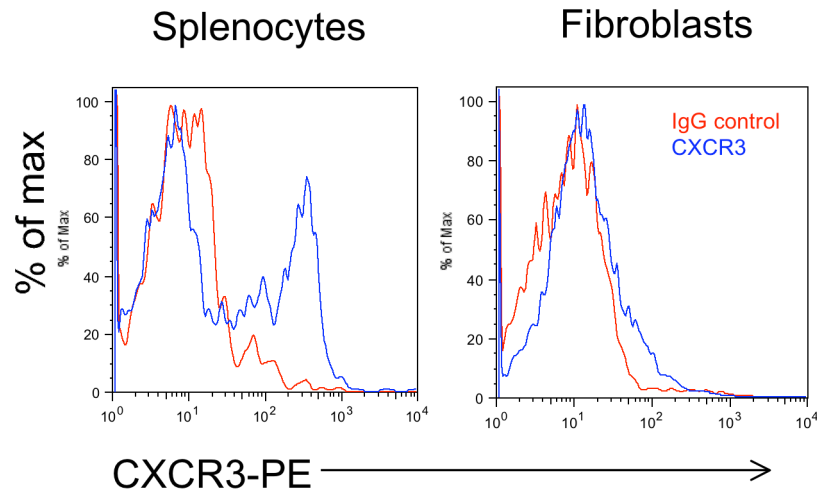 Splenocytes
Fibroblasts
% of max
% of Max
100
80
60
40
20
0
10^0
10^1
10^2
10^3
10^4
% of Max
100
80
60
40
20
0
10^0
10^1
10^2
10^3
10^4
IgG control
CXCR3
CXCR3-PE